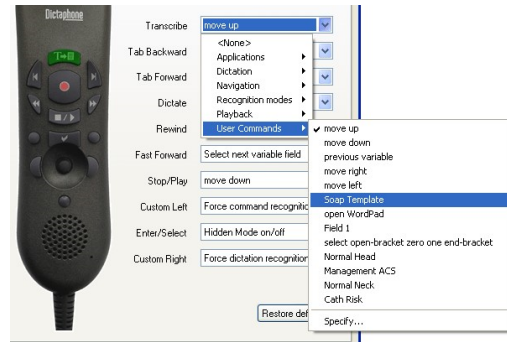 Dictaphone
Transcribe move up
<None>
Tab Backward
Applications
Tab Forward
Dictation
Navigation
Dictate
Recognition modes
Playback
Rewind
User Commands
move up
move down
Fast Forward Select next variable field
previous variable
move right
Stop/Play move down
move left
Custom Left Force command recognitio
Soap Template
open WordPad
Enter/Select Hidden Mode on/off
Field 1
select open-bracket zero one end-bracket
Custom Right Force dictation recognition
Normal Head
Management ACS
Normal Neck
Cath Risk
Restore def
Specify...